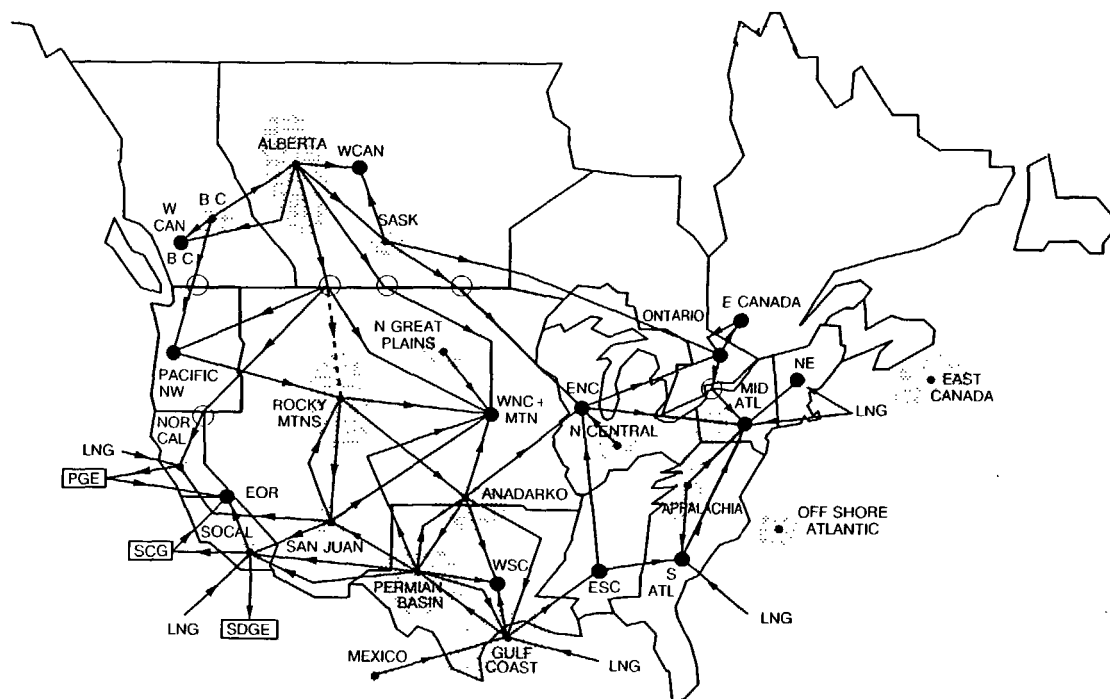 ALBERTA
WCAN
B C
W
CAN
B C
SASK
ONTARIO
E CANADA
N GREAT
PLAINS
PACIFIC
NW
ENC
MID
ATL
NE
EAST
CANADA
ROCKY
MTNS
WNC +
MTN
LNG
NOR
CAL
N CENTRAL
LNG
PGE
EOR
ANADARKO
APPALACHIA
OFF SHORE
ATLANTIC
SOCAL
SAN JUAN
SCG
WSC
PERMIAN
BASIN
ESC
S
ATL
LNG
LNG
SDGE
GULF
COAST
MEXICO
LNG